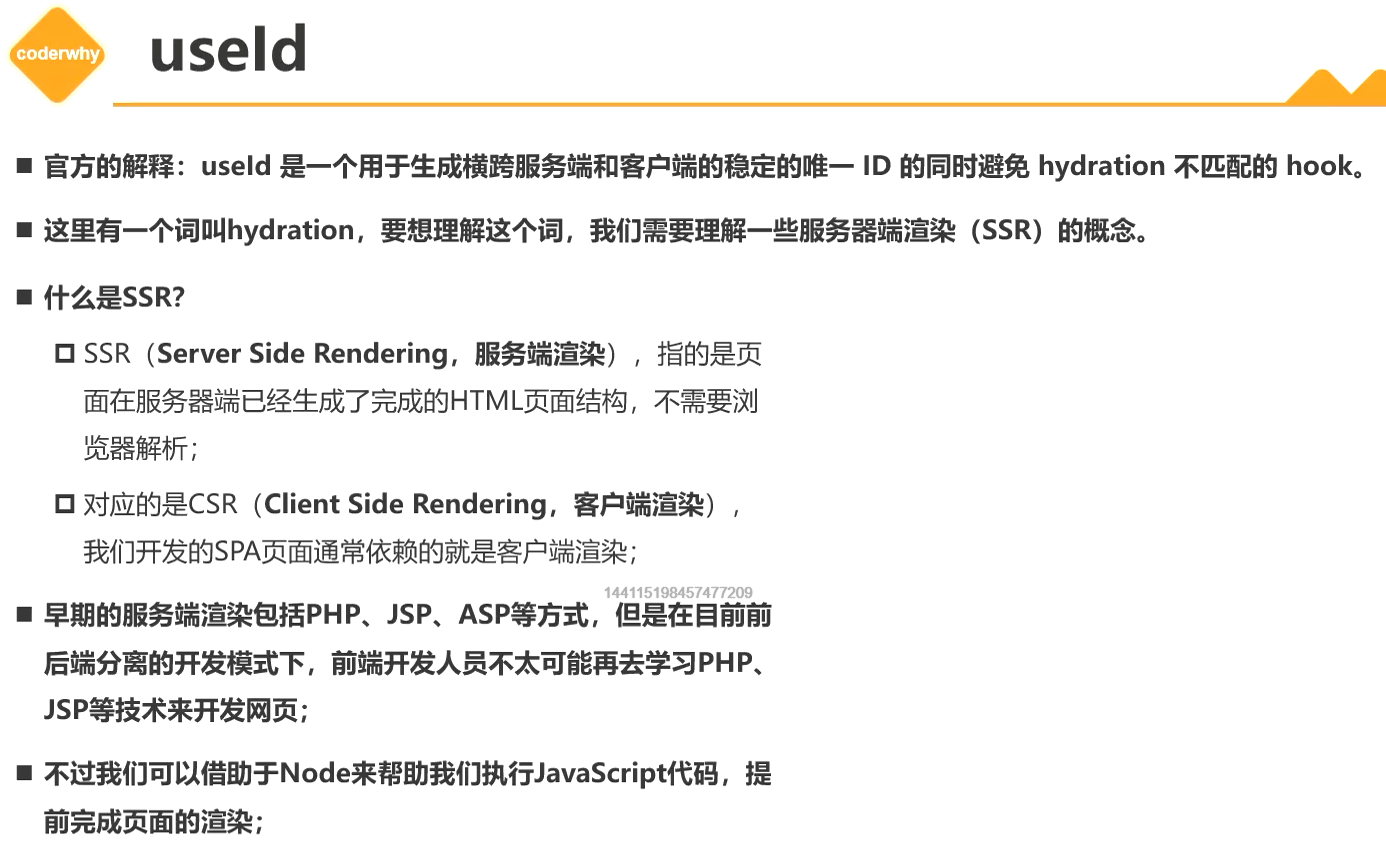 coderwhy
useId
官方的解释：useId 是一个用于生成横跨服务端和客户端的稳定的唯一 ID 的同时避免 hydration 不匹配的 hook。
这里有一个词叫hydration，要想理解这个词，我们需要理解一些服务器端渲染（SSR）的概念。
什么是SSR？
SSR（Server Side Rendering，服务端渲染），指的是页
面在服务器端已经生成了完成的HTML页面结构，不需要浏
览器解析；
对应的是CSR（Client Side Rendering，客户端渲染），
我们开发的SPA页面通常依赖的就是客户端渲染；
144115198457477209
早期的服务端渲染包括PHP、JSP、ASP等方式，但是在目前前
后端分离的开发模式下，前端开发人员不太可能再去学习PHP、
JSP等技术来开发网页；
不过我们可以借助于Node来帮助我们执行JavaScript代码，提
前完成页面的渲染；